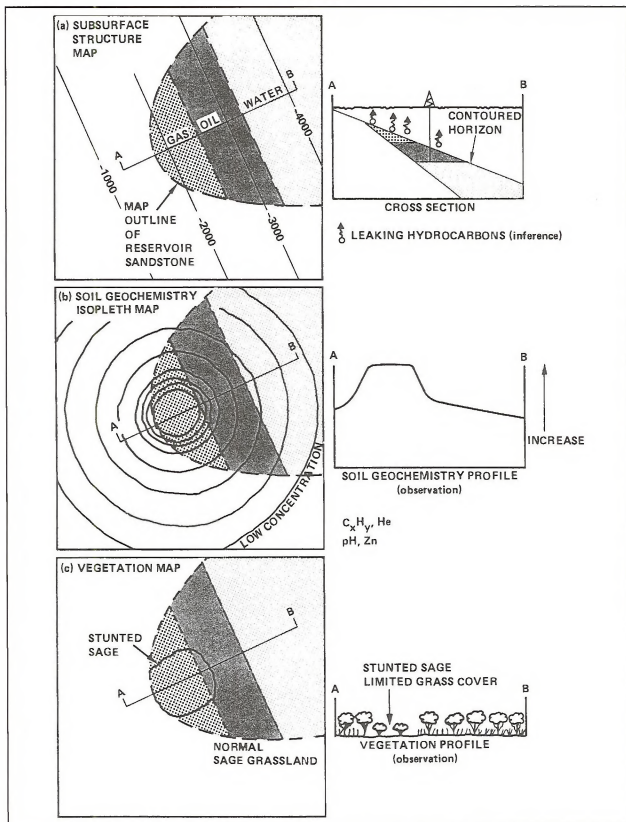 (a) SUBSURFACE
STRUCTURE
MAP
B
WATER
OIL
GAS
A
-4000
-3000
-2000
-1000
MAP
OUTLINE
OF
RESERVOIR
SANDSTONE
A
B
CONTOURED
HORIZON
CROSS SECTION
LEAKING HYDROCARBONS (inference)
(b) SOIL GEOCHEMISTRY
ISOPLETH MAP
B
A
LOW CONCENTRATION
A
B
INCREASE
SOIL GEOCHEMISTRY PROFILE
(observation)
CxHy, He
pH, Zn
(c) VEGETATION MAP
B
STUNTED
SAGE
A
NORMAL
SAGE GRASSLAND
STUNTED SAGE
LIMITED GRASS COVER
A
B
VEGETATION PROFILE
(observation)